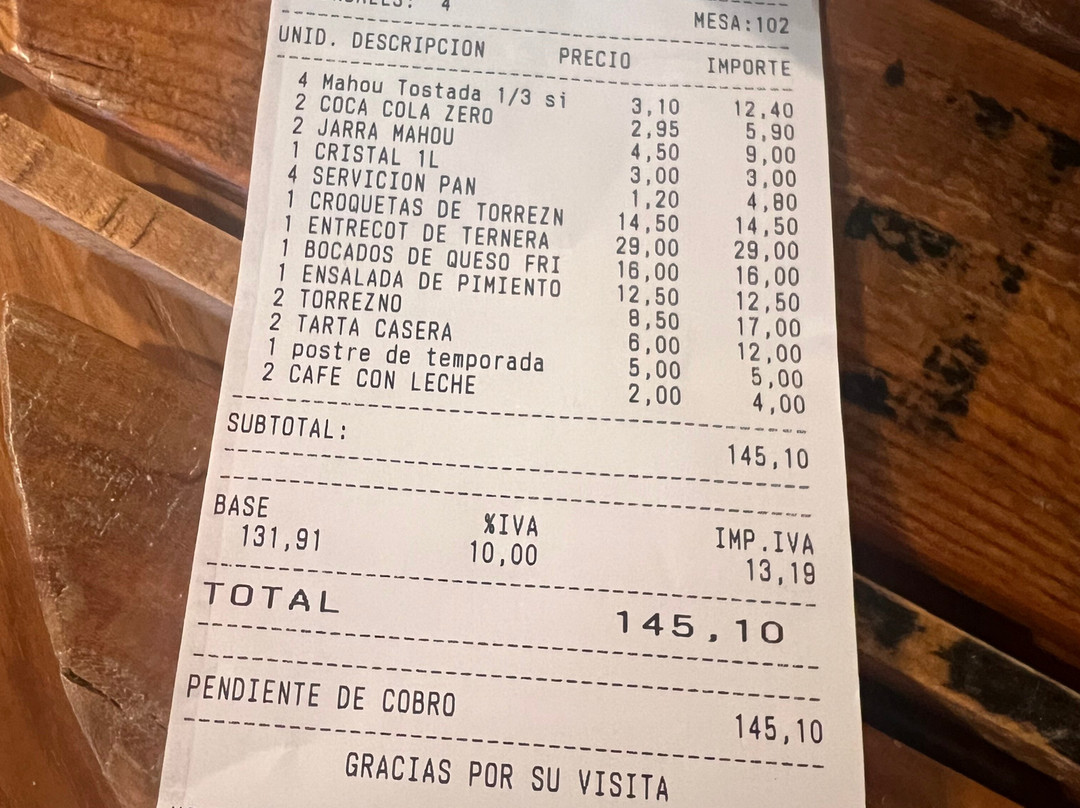 4
MESA:102
UNID. DESCRIPCION PRECIO IMPORTE
4 Mahou Tostada 1/3 si 3,10 12,40
2 COCA COLA ZERO 2,95 5,90
2 JARRA MAHOU 4,50 9,00
1 CRISTAL 1L 3,00 3,00
4 SERVICION PAN 1,20 4,80
1 CROQUETAS DE TORREZN 14,50 14,50
1 ENTRECOT DE TERNERA 29,00 29,00
1 BOCADOS DE QUESO FRI 16,00 16,00
1 ENSALADA DE PIMIENTO 12,50 12,50
2 TORREZNO 8,50 17,00
2 TARTA CASERA 6,00 12,00
1 postre de temporada 5,00 5,00
2 CAFE CON LECHE 2,00 4,00
SUBTOTAL: 145,10
BASE %IVA IMP.IVA
131,91 10,00 13,19
TOTAL 145,10
PENDIENTE DE COBRO 145,10
GRACIAS POR SU VISITA